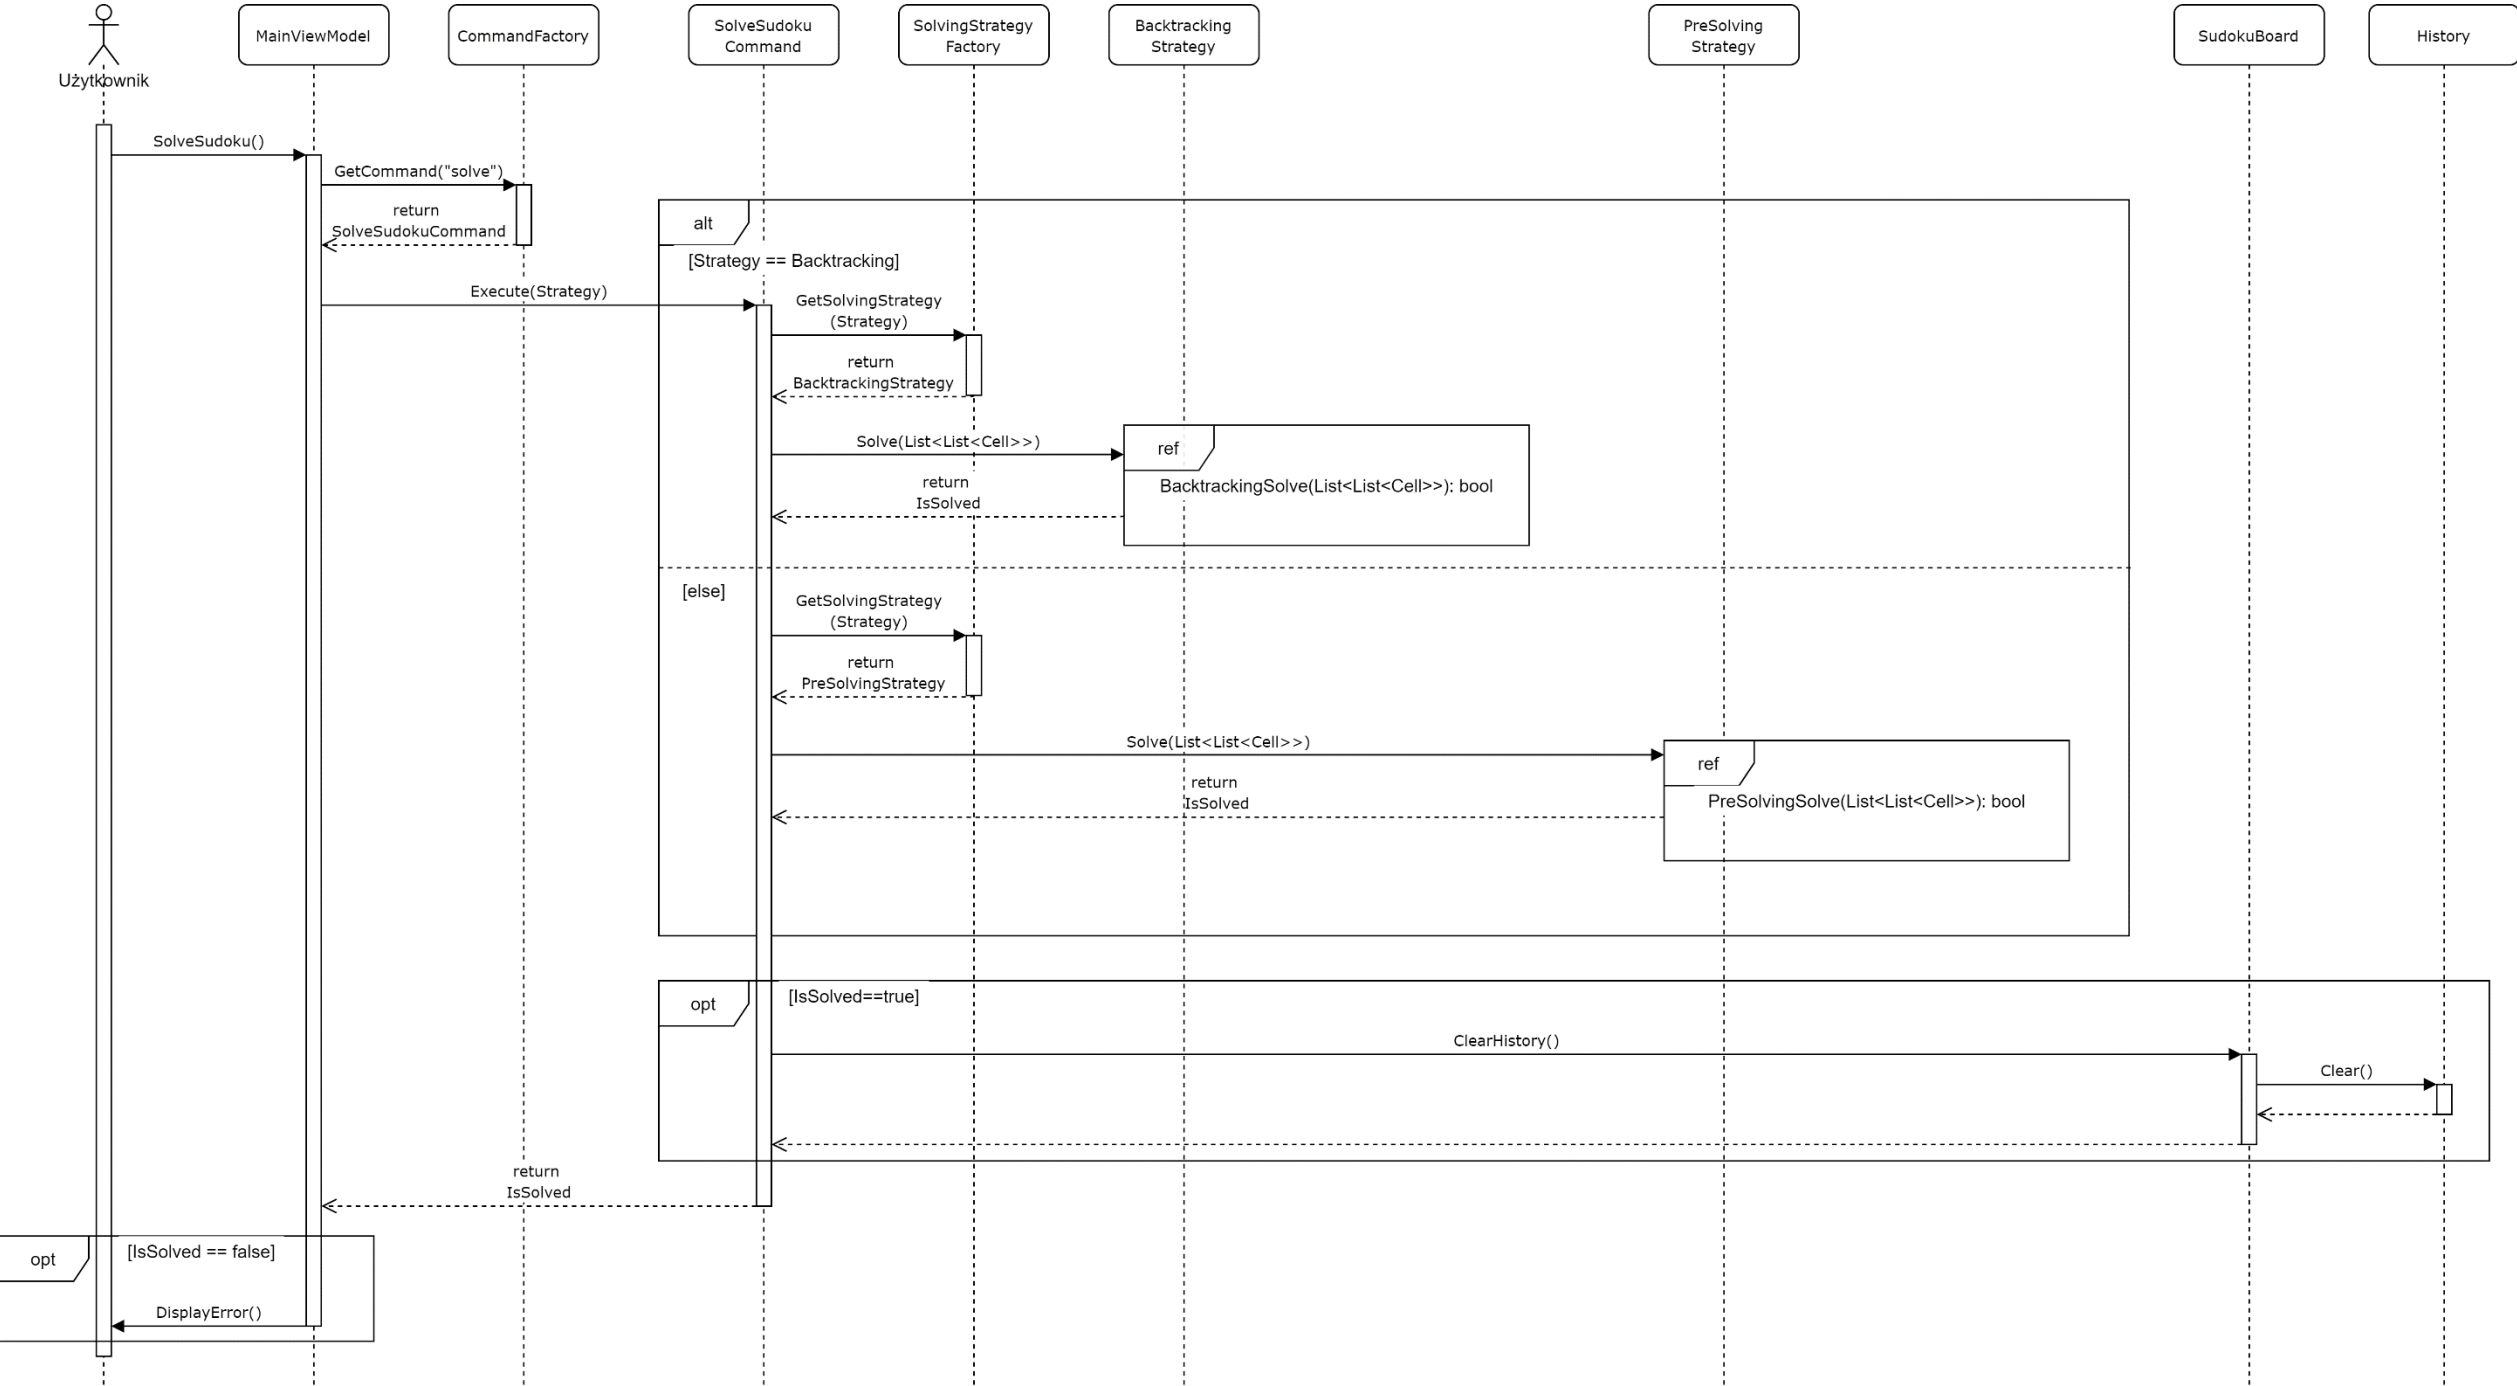 Użytkownik
MainViewModel
CommandFactory
SolveSudoku
Command
SolvingStrategy
Factory
Backtracking
Strategy
PreSolving
Strategy
SudokuBoard
History
SolveSudoku()
GetCommand("solve")
return
SolveSudokuCommand
alt
[Strategy == Backtracking]
Execute(Strategy)
GetSolvingStrategy
(Strategy)
return
BacktrackingStrategy
Solve(List<List<Cell>>)
ref
BacktrackingSolve(List<List<Cell>>): bool
return
IsSolved
[else]
GetSolvingStrategy
(Strategy)
return
PreSolvingStrategy
Solve(List<List<Cell>>)
ref
PreSolvingSolve(List<List<Cell>>): bool
return
IsSolved
opt
[IsSolved==true]
ClearHistory()
Clear()
return
IsSolved
opt
[IsSolved == false]
DisplayError()